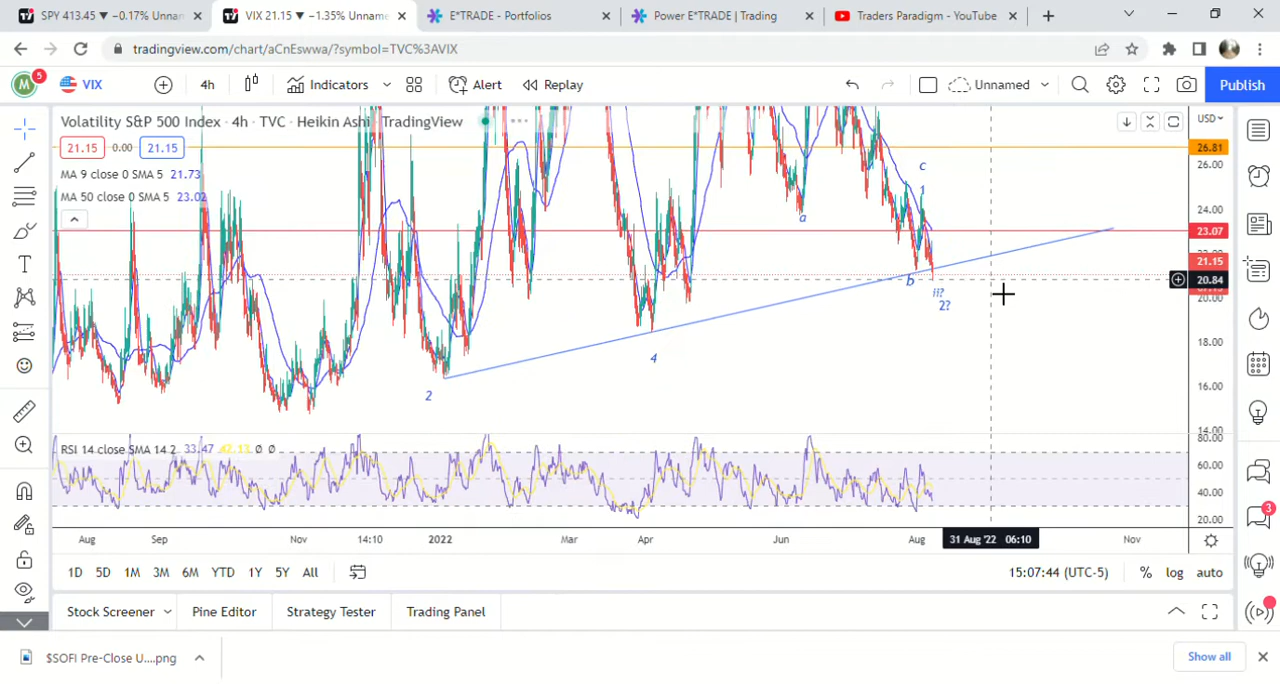 SPY 413.45 ▼ −0.17% Unnan
VIX 21.15 ▼ −1.35% Unname
E*TRADE - Portfolios
Power E*TRADE | Trading
Traders Paradigm - YouTube
tradingview.com/chart/aCnEswwa/?symbol=TVC%3AVIX
M 5
VIX
4h
Indicators
Alert
Replay
Unnamed
Publish
Volatility S&P 500 Index · 4h · TVC · Heikin Ashi · TradingView
USD
21.15 0.00 21.15
26.81
26.00
MA 9 close 0 SMA 5 21.73
MA 50 close 0 SMA 5 23.02
c
1
24.00
a
23.07
21.15
b
20.84
ii?
2?
20.00
18.00
4
16.00
2
14.00
80.00
RSI 14 close SMA 14 2 33.47 42.13 Ø Ø
60.00
40.00
20.00
Aug Sep Nov 14:10 2022 Mar Apr Jun Aug 31 Aug '22 06:10 Nov
3
1D 5D 1M 3M 6M YTD 1Y 5Y All
15:07:44 (UTC-5) % log auto
Stock Screener Pine Editor Strategy Tester Trading Panel
$SOFI Pre-Close U....png
Show all